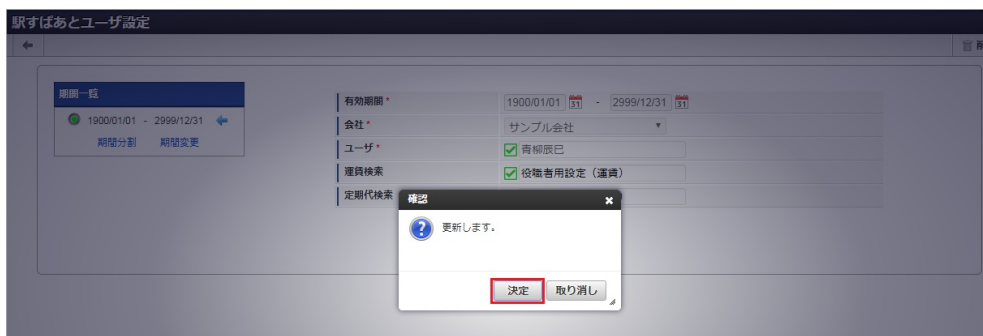 駅すぱあとユーザ設定
期間一覧
1900/01/01 - 2999/12/31
期間分割 期間変更
有効期間 * 1900/01/01 31 - 2999/12/31 31
会社 * サンプル会社
ユーザ * 青柳辰巳
運賃検索 役職者用設定（運賃）
定期代検索
確認
更新します。
決定 取り消し